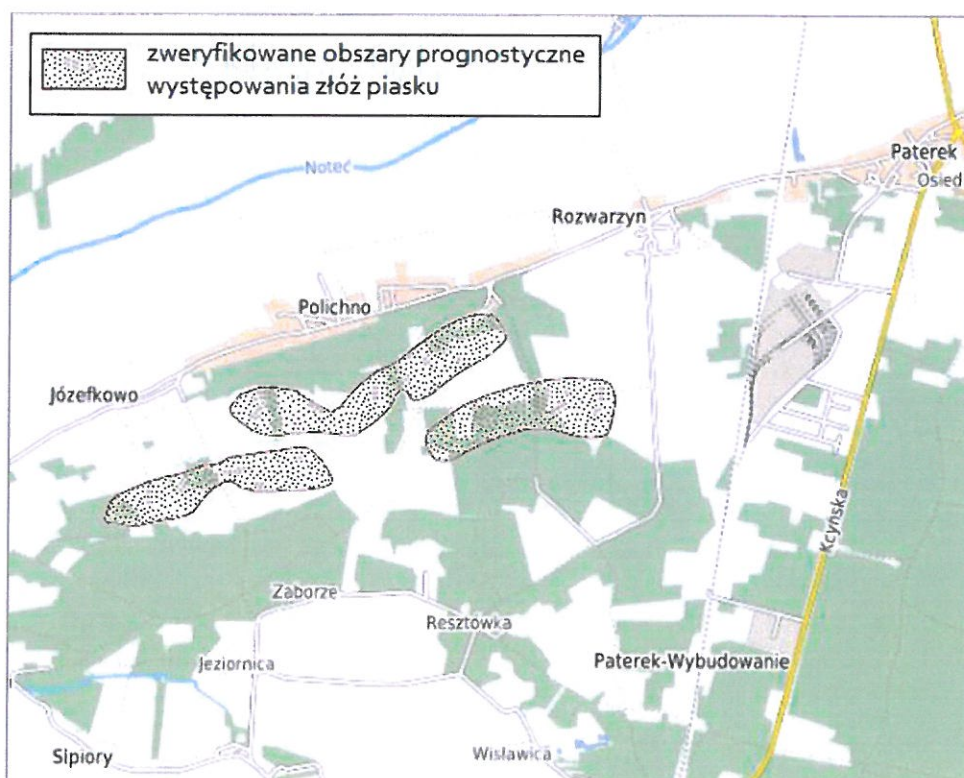 zweryfikowane obszary prognostyczne
występowania złóż piasku
Noteć
Paterek
Osied
Rozwarzyn
Polichno
Józefkowo
Kcyńska
Zaborze
Resztówka
Jeziornica
Paterek-Wybudowanie
Sipiory
Wisławica